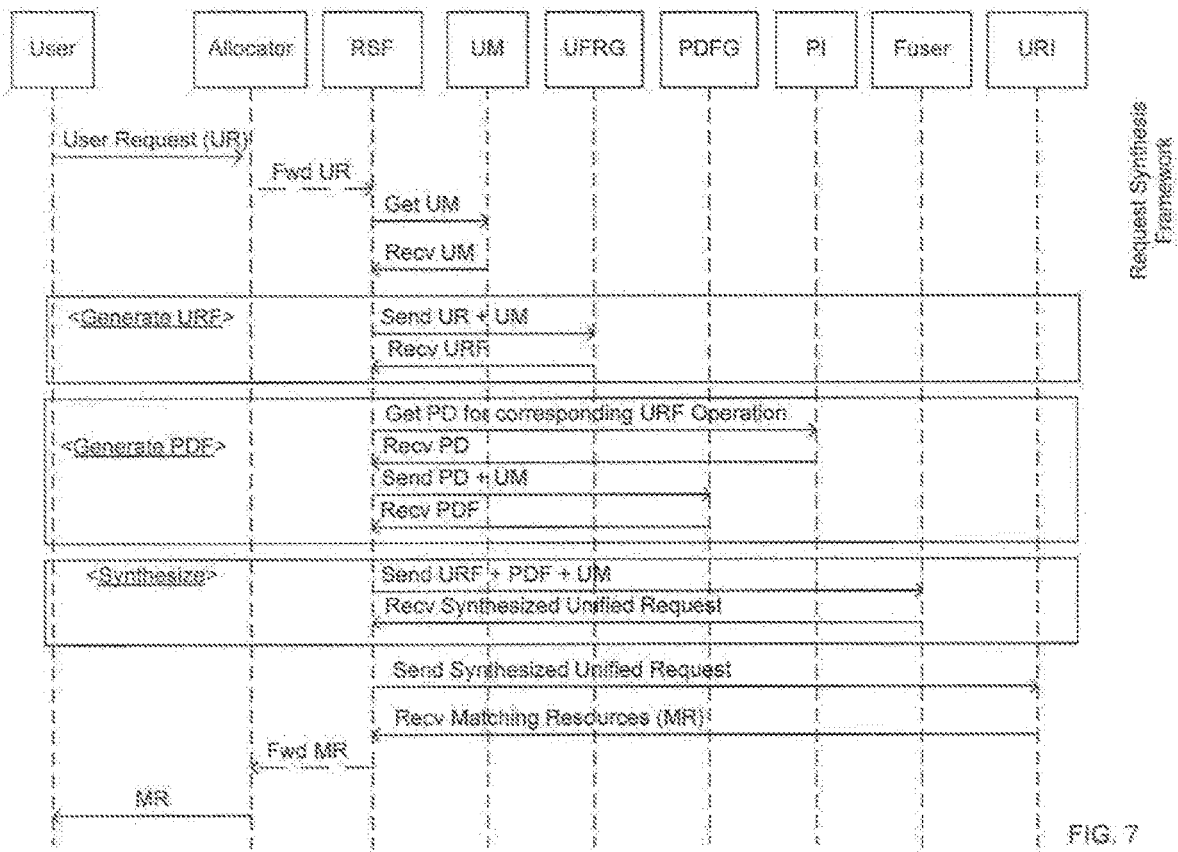 User Allocator RSF UM UFRG PDFG PI Fuser URI
User Request (UR)
Fwd UR
Get UM
Recv UM
Request Synthesis
Framework
<Generate URF>
Send UR + UM
Recv URF
Get PD for corresponding URF Operation
<Generate PDF>
Recv PD
Send PD + UM
Recv PDF
<Synthesize>
Send URF + PDF + UM
Recv Synthesized Unified Request
Send Synthesized Unified Request
Recv Matching Resources (MR)
Fwd MR
MR
FIG. 7